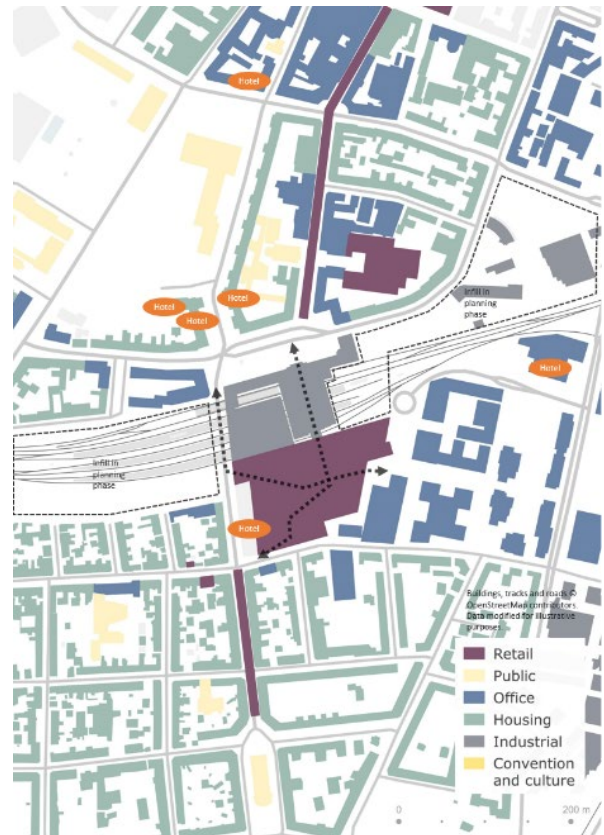 Hotel
Hotel
Hotel
Hotel
Infill in
planning
phase
Hotel
Infill in
planning
phase
Hotel
Buildings, tracks and roads ©
OpenStreetMap contributors.
Data modified for illustrative
purposes.
Retail
Public
Office
Housing
Industrial
Convention
and culture
0
200 m